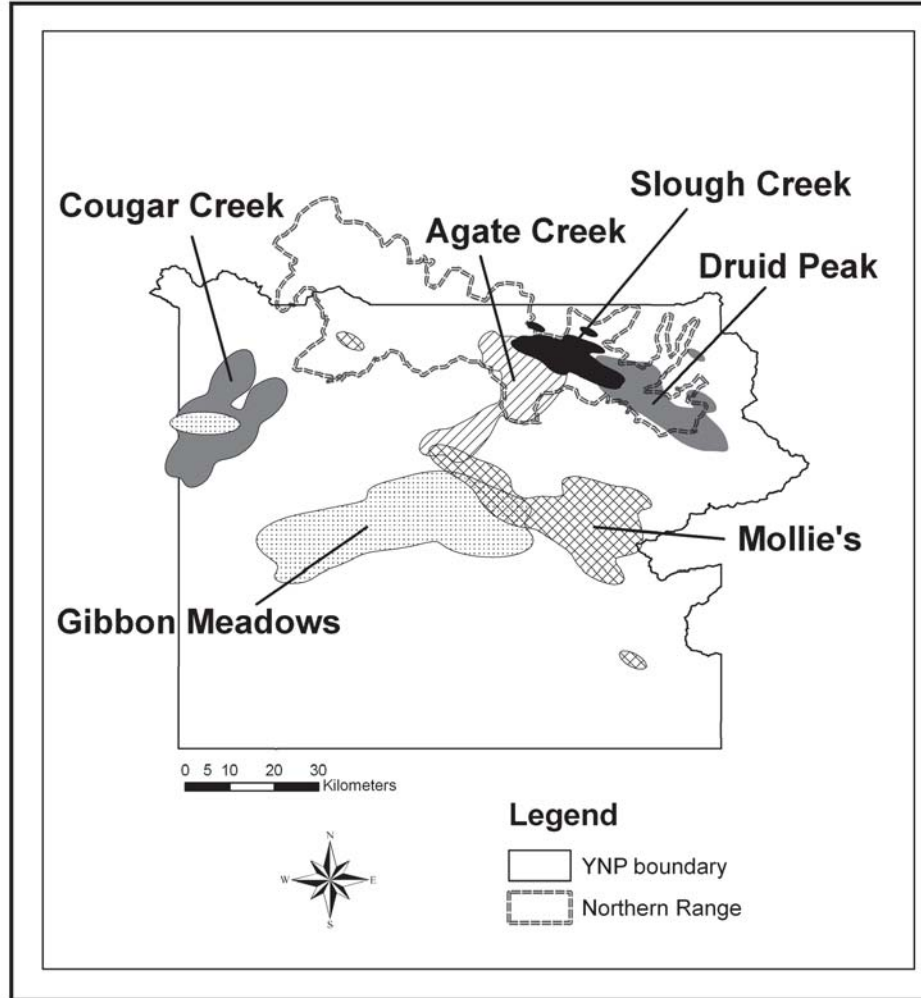 Slough Creek
Cougar Creek
Agate Creek
Druid Peak
Mollie's
Gibbon Meadows
0 5 10 20 30
Kilometers
N
W E
S
Legend
YNP boundary
Northern Range